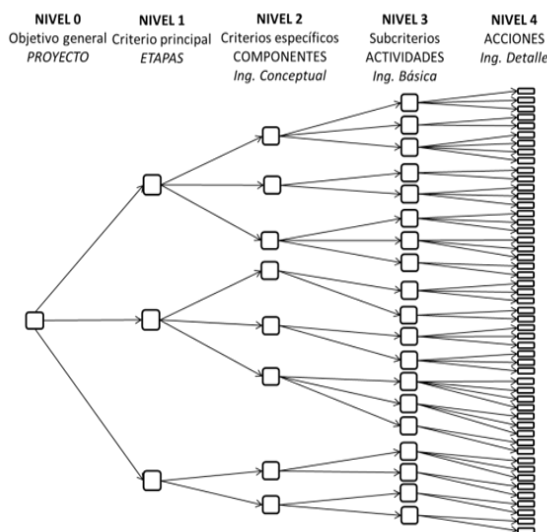 NIVEL 0
Objetivo general
PROYECTO
NIVEL 1
Criterio principal
ETAPAS
NIVEL 2
Criterios específicos
COMPONENTES
Ing. Conceptual
NIVEL 3
Subcriterios
ACTIVIDADES
Ing. Básica
NIVEL 4
ACCIONES
Ing. Detalle